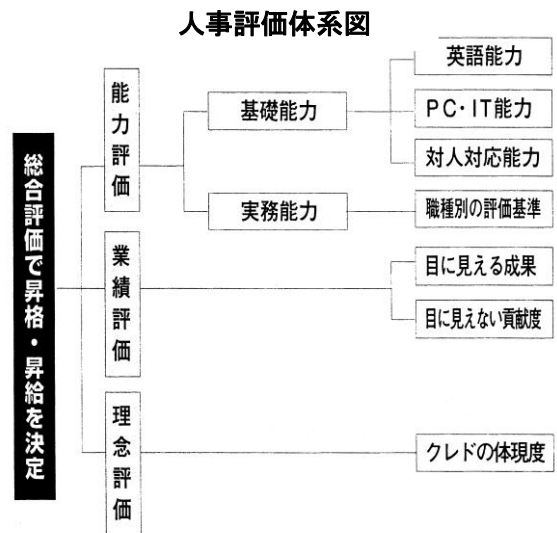 人事評価体系図
総合評価で昇格・昇給を決定
能力評価
基礎能力
英語能力
PC・IT能力
対人対応能力
実務能力
職種別の評価基準
業績評価
目に見える成果
目に見えない貢献度
理念評価
クレドの体現度